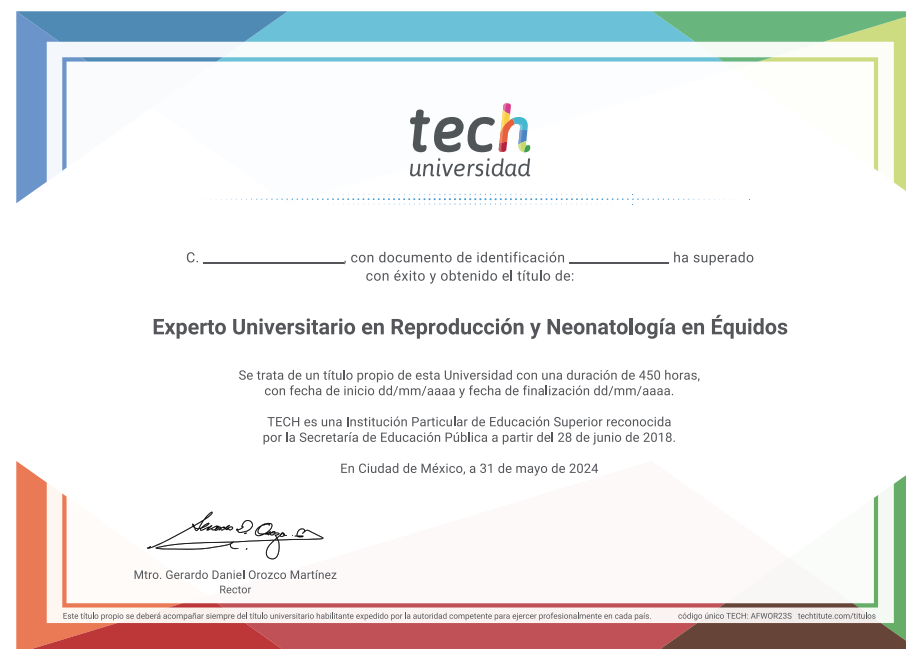 tech
universidad
C. ____________, con documento de identificación __________ ha superado
con éxito y obtenido el título de:
Experto Universitario en Reproducción y Neonatología en Équidos
Se trata de un título propio de esta Universidad con una duración de 450 horas,
con fecha de inicio dd/mm/aaaa y fecha de finalización dd/mm/aaaa.
TECH es una Institución Particular de Educación Superior reconocida
por la Secretaría de Educación Pública a partir del 28 de junio de 2018.
En Ciudad de México, a 31 de mayo de 2024
Mtro. Gerardo Daniel Orozco Martínez
Rector
Este título propio se deberá acompañar siempre del título universitario habilitante expedido por la autoridad competente para ejercer profesionalmente en cada país. código único TECH: AFWOR23S techtitute.com/titulos